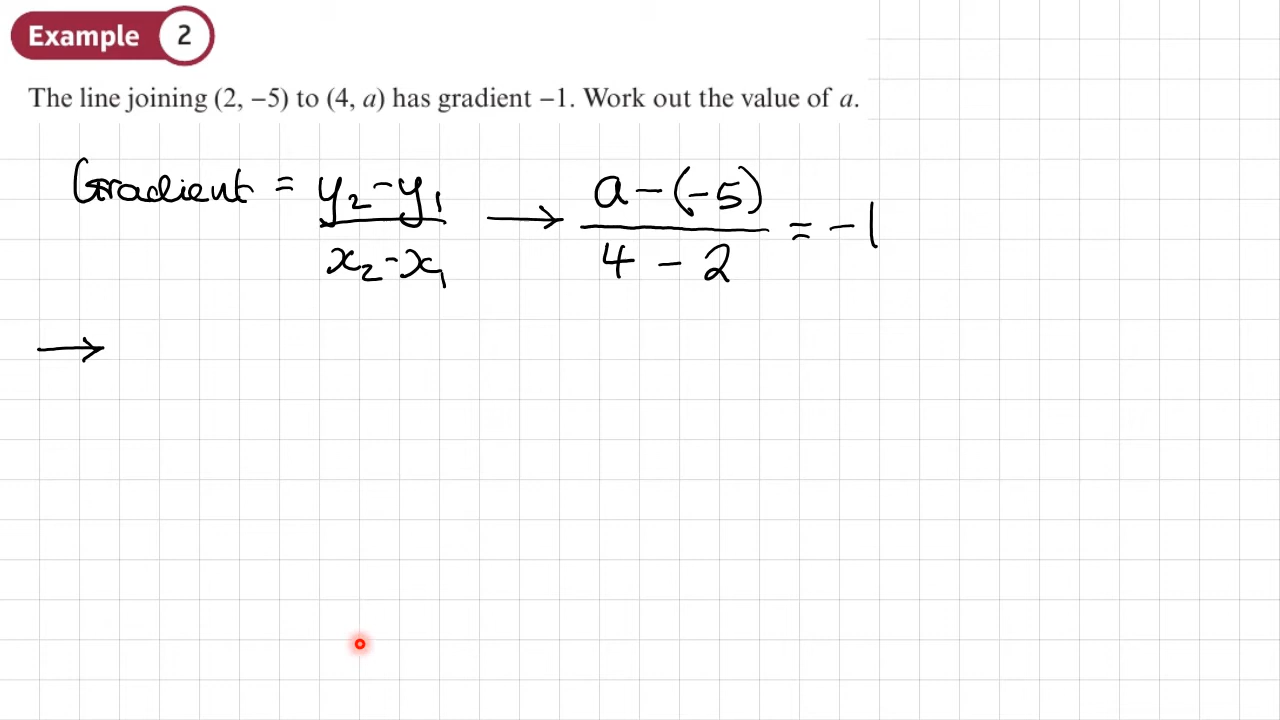 Example 2
The line joining (2, −5) to (4, a) has gradient −1. Work out the value of a.
Gradient = y₂−y₁ / x₂−x₁ → a−(−5) / 4−2 = −1
→